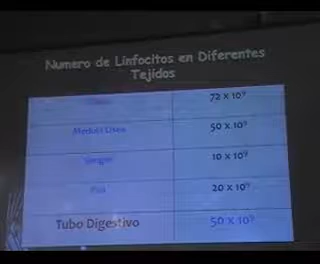 Numero de Linfocitos en Diferentes
Tejidos
72 x 10⁹
Medula Osea 50 x 10⁹
Sangre 10 x 10⁹
Piel 20 x 10⁹
Tubo Digestivo 50 x 10⁹